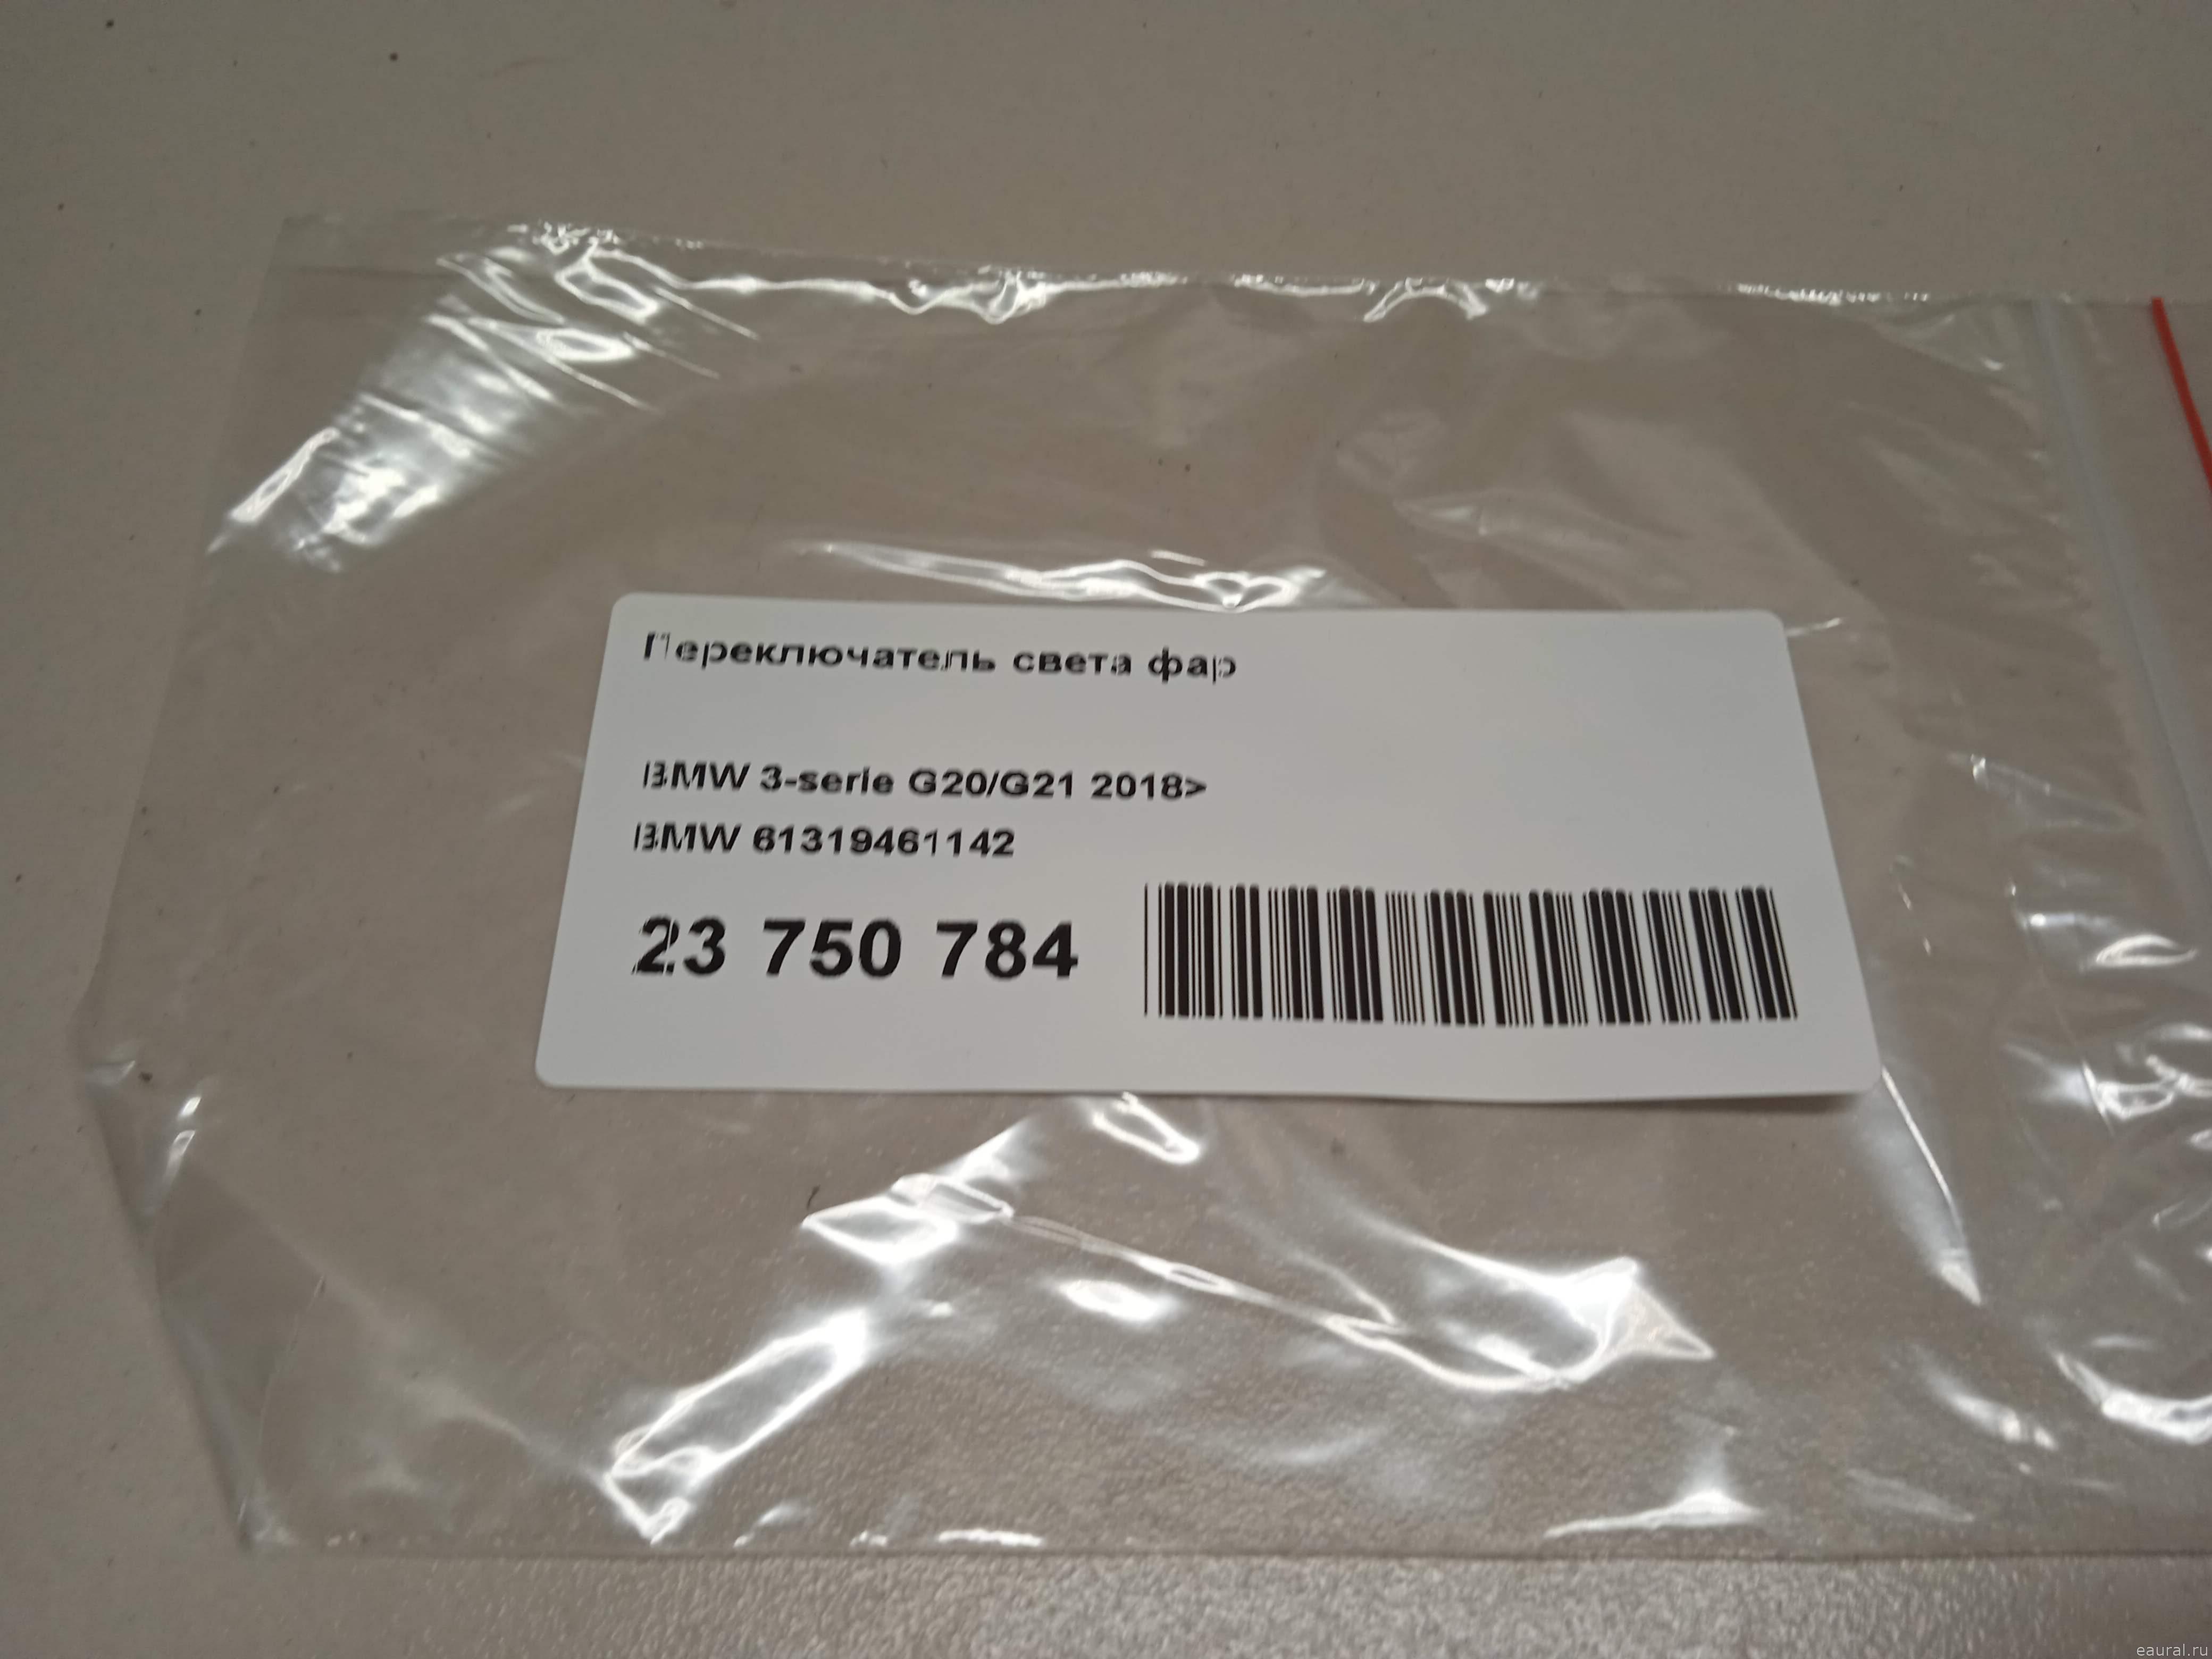 Переключатель света фар
BMW 3-serie G20/G21 2018>
BMW 61319461142
23 750 784
eaural.ru